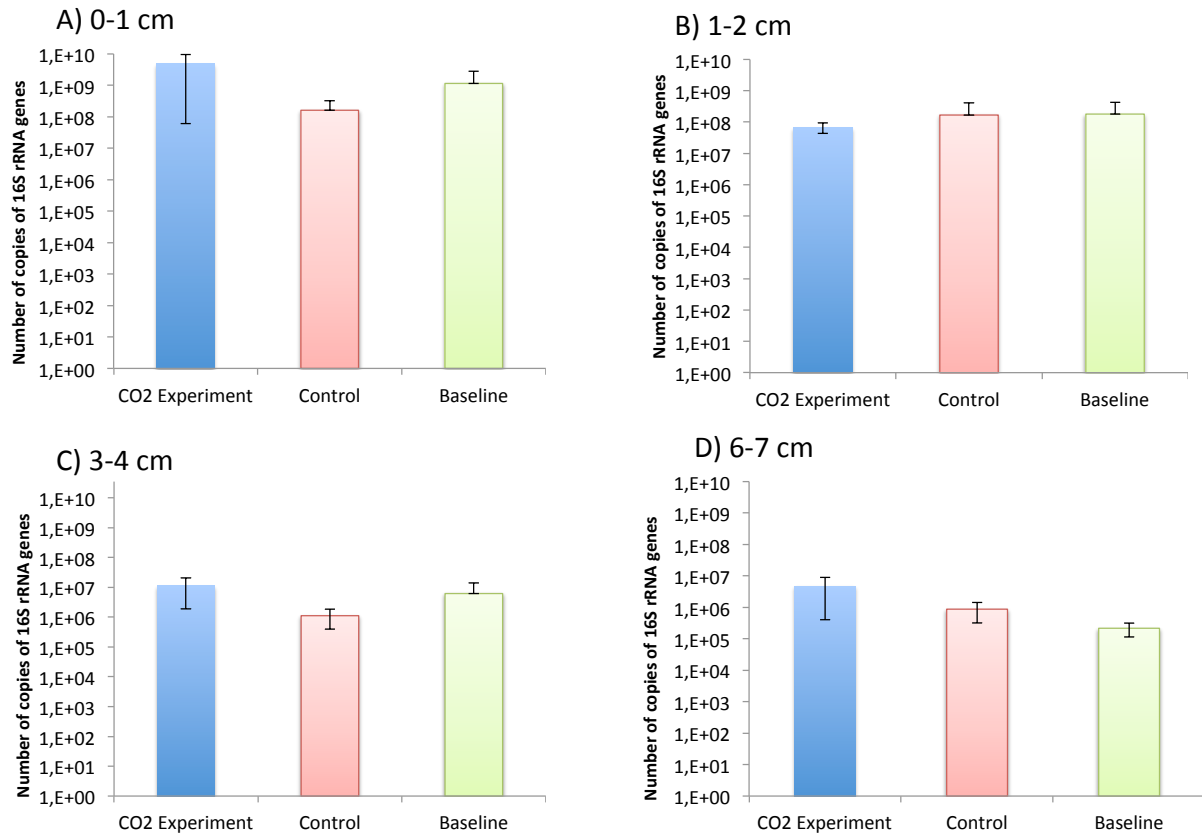 A) 0-1 cm
Number of copies of 16S rRNA genes
1,E+10
1,E+09
1,E+08
1,E+07
1,E+06
1,E+05
1,E+04
1,E+03
1,E+02
1,E+01
1,E+00
CO2 Experiment Control Baseline
B) 1-2 cm
Number of copies of 16S rRNA genes
1,E+10
1,E+09
1,E+08
1,E+07
1,E+06
1,E+05
1,E+04
1,E+03
1,E+02
1,E+01
1,E+00
CO2 Experiment Control Baseline
C) 3-4 cm
Number of copies of 16S rRNA genes
1,E+10
1,E+09
1,E+08
1,E+07
1,E+06
1,E+05
1,E+04
1,E+03
1,E+02
1,E+01
1,E+00
CO2 Experiment Control Baseline
D) 6-7 cm
Number of copies of 16S rRNA genes
1,E+10
1,E+09
1,E+08
1,E+07
1,E+06
1,E+05
1,E+04
1,E+03
1,E+02
1,E+01
1,E+00
CO2 Experiment Control Baseline